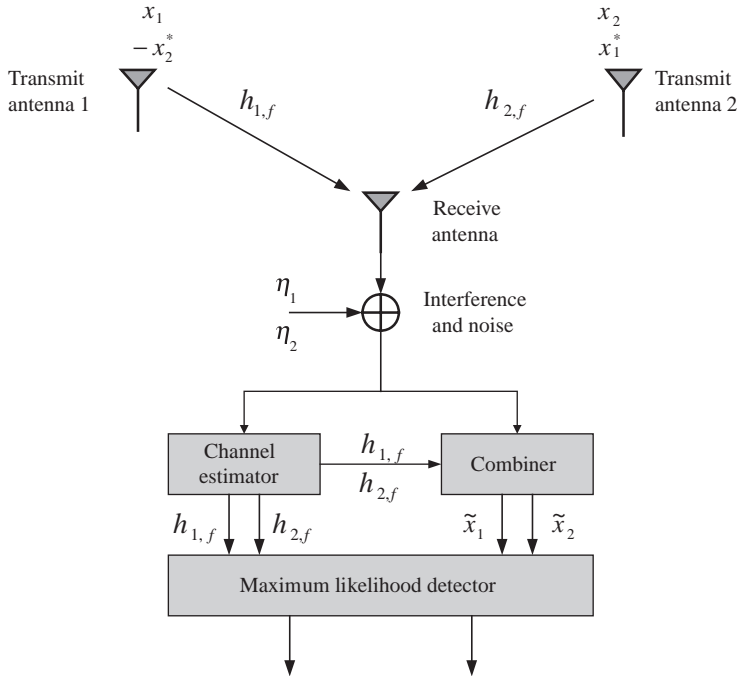 x₁
x₂
− x₂*
x₁*
Transmit
antenna 1
h₁,f
h₂,f
Transmit
antenna 2
Receive
antenna
η₁
η₂
Interference
and noise
Channel
estimator
h₁, f
h₂,f
Combiner
h₁, f
h₂,f
x̃₁
x̃₂
Maximum likelihood detector